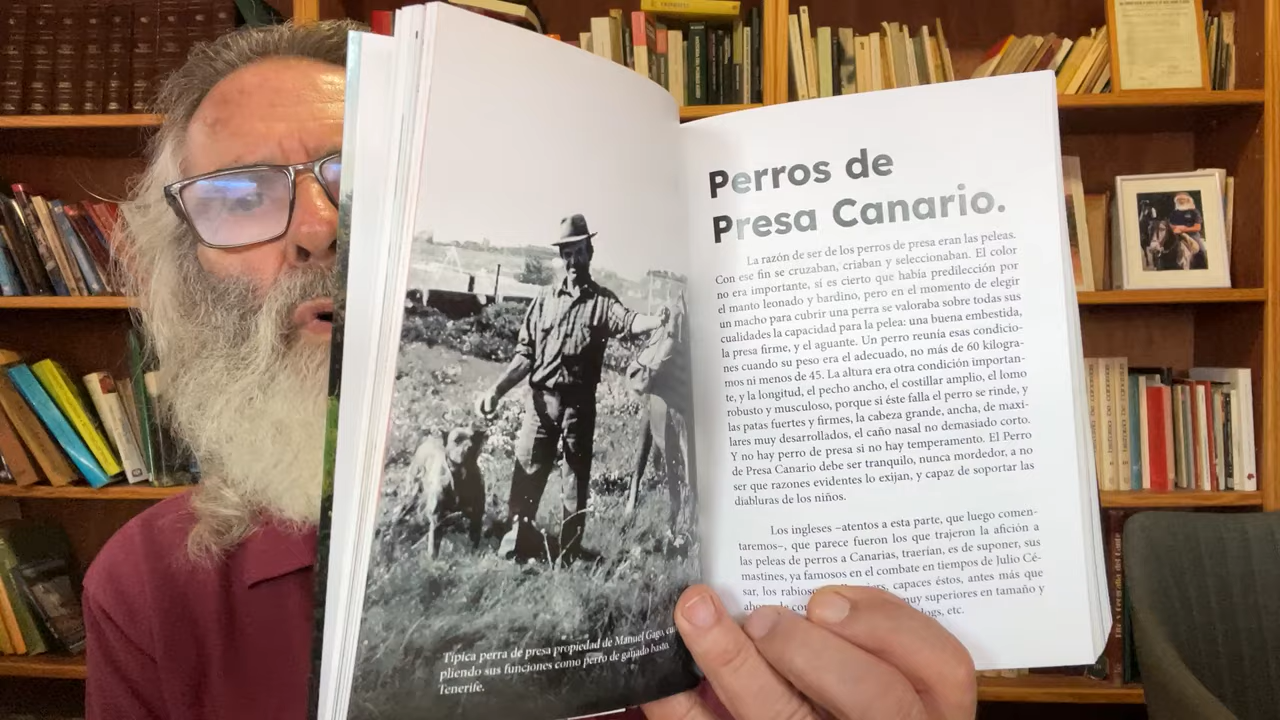 Perros de
Presa Canario.
La razón de ser de los perros de presa eran las peleas.
Con ese fin se cruzaban, criaban y seleccionaban. El color
no era importante, sí es cierto que había predilección por
el manto leonado y bardino, pero en el momento de elegir
un macho para cubrir una perra se valoraba sobre todas sus
cualidades la capacidad para la pelea: una buena embestida,
la presa firme, y el aguante. Un perro reunía esas condicio-
nes cuando su peso era el adecuado, no más de 60 kilogra-
mos ni menos de 45. La altura era otra condición importan-
te, y la longitud, el pecho ancho, el costillar amplio, el lomo
robusto y musculoso, porque si éste falla el perro se rinde, y
las patas fuertes y firmes, la cabeza grande, ancha, de maxi-
lares muy desarrollados, el caño nasal no demasiado corto.
Y no hay perro de presa si no hay temperamento. El Perro
de Presa Canario debe ser tranquilo, nunca mordedor, a no
ser que razones evidentes lo exijan, y capaz de soportar las
diabluras de los niños.
Los ingleses –atentos a esta parte, que luego comen-
taremos–, que parece fueron los que trajeron la afición a
las peleas de perros a Canarias, traerían, es de suponer, sus
mastines, ya famosos en el combate en tiempos de Julio Cé-
sar, los rabiosos capaces éstos, antes más que
muy superiores en tamaño y
etc.
Típica perra de presa propiedad de Manuel Gago,
pliendo sus funciones como perro de ganado basto.
Tenerife.